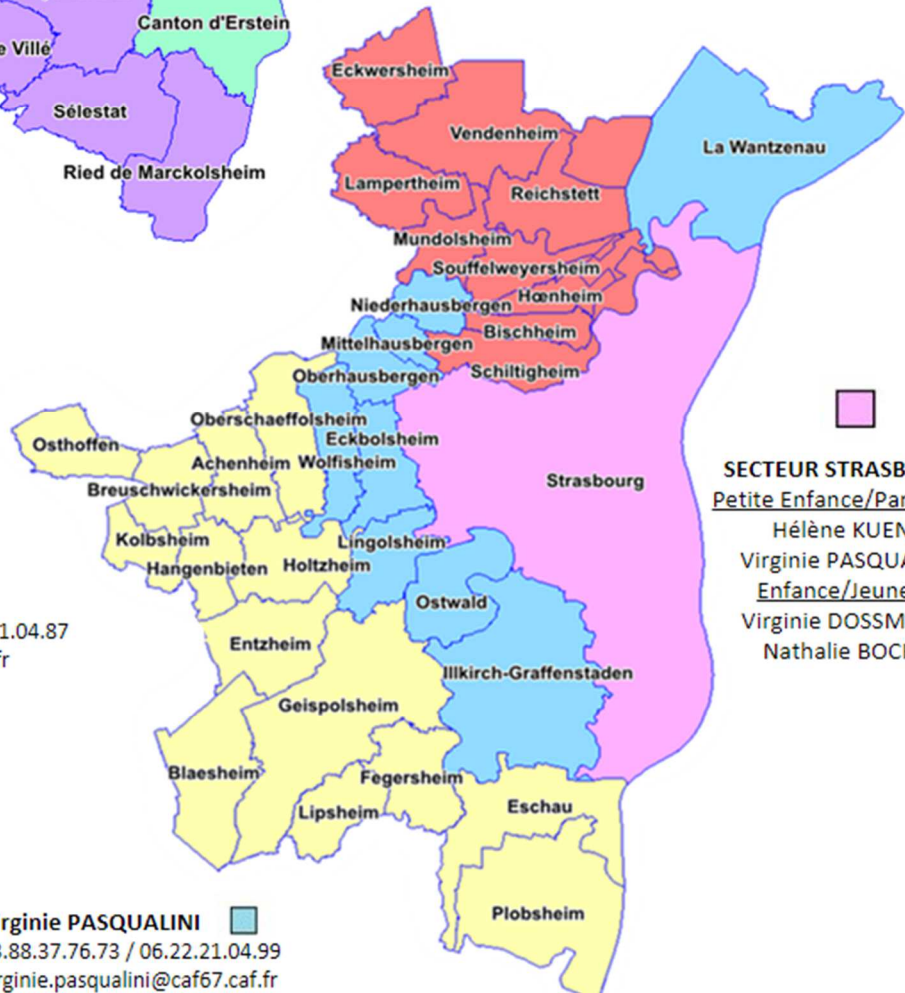 Canton d'Erstein
e Villé
Sélestat
Ried de Marckolsheim
Eckwersheim
Vendenheim
La Wantzenau
Lampertheim
Reichstett
Mundolsheim
Souffelweyersheim
Hœnheim
Niederhausbergen
Bischheim
Mittelhausbergen
Schiltigheim
Oberhausbergen
Oberschaeffolsheim
Eckbolsheim
Osthoffen
Achenheim
Wolfisheim
Breuschwickersheim
Strasbourg
Kolbsheim
Lingolsheim
Hangenbieten
Holtzheim
Ostwald
Entzheim
Illkirch-Graffenstaden
Geispolsheim
Blaesheim
Fegersheim
Lipsheim
Eschau
Plobsheim
SECTEUR STRASB
Petite Enfance/Par
Hélène KUEN
Virginie PASQUA
Enfance/Jeune
Virginie DOSSM
Nathalie BOCH
1.04.87
fr
rginie PASQUALINI
3.88.37.76.73 / 06.22.21.04.99
rginie.pasqualini@caf67.caf.fr